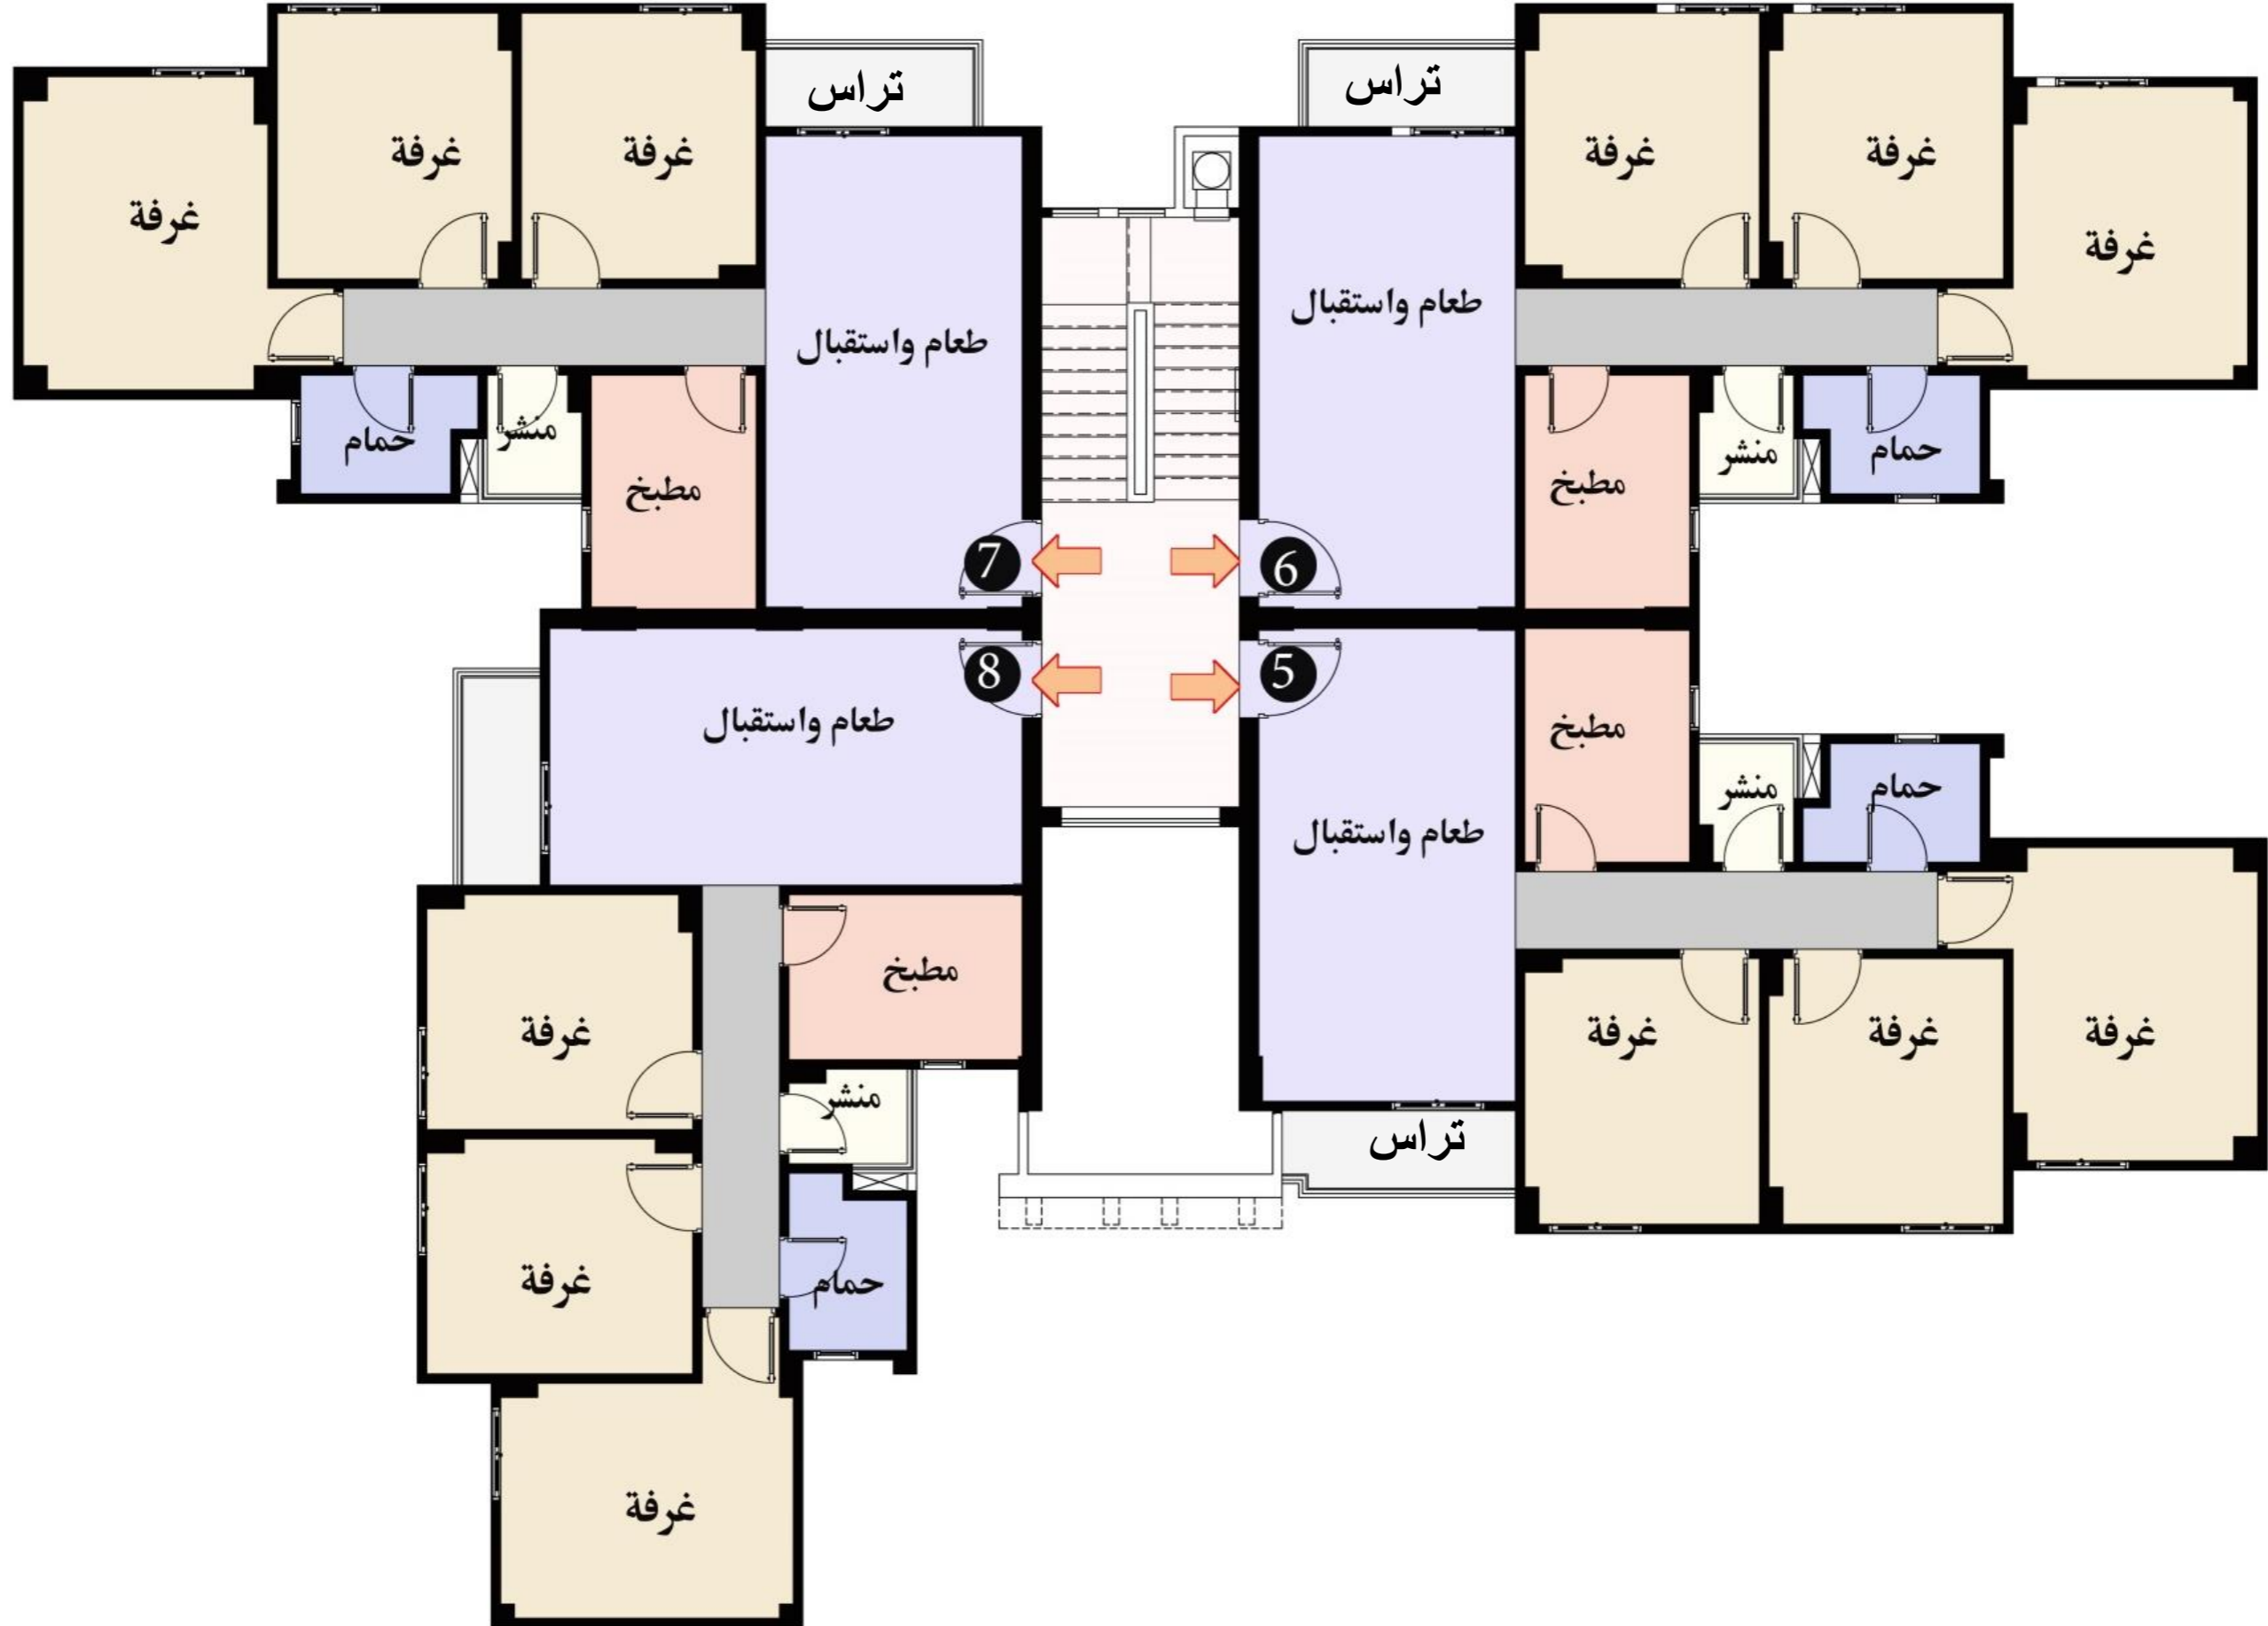 تراس
تراس
غرفة
غرفة
غرفة
غرفة
غرفة
غرفة
طعام واستقبال
طعام واستقبال
حمام
منشر
مطبخ
مطبخ
منشر
حمام
7
6
8
5
طعام واستقبال
طعام واستقبال
مطبخ
منشر
حمام
مطبخ
غرفة
غرفة
غرفة
غرفة
منشر
تراس
حمام
غرفة
غرفة